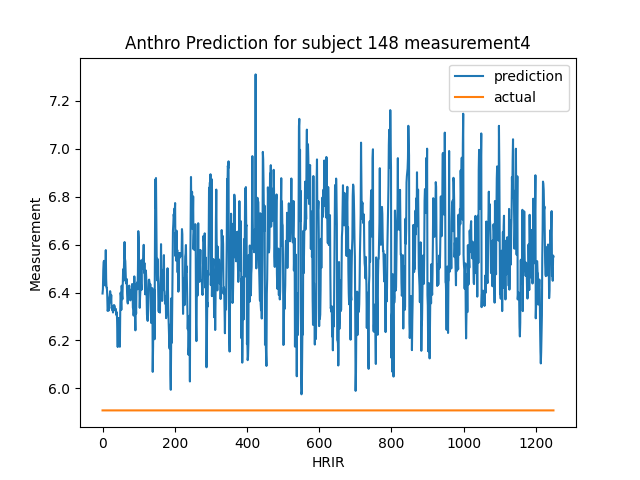 Anthro Prediction for subject 148 measurement4
prediction
actual
7.2
7.0
6.8
6.6
6.4
6.2
6.0
Measurement
0 200 400 600 800 1000 1200
HRIR